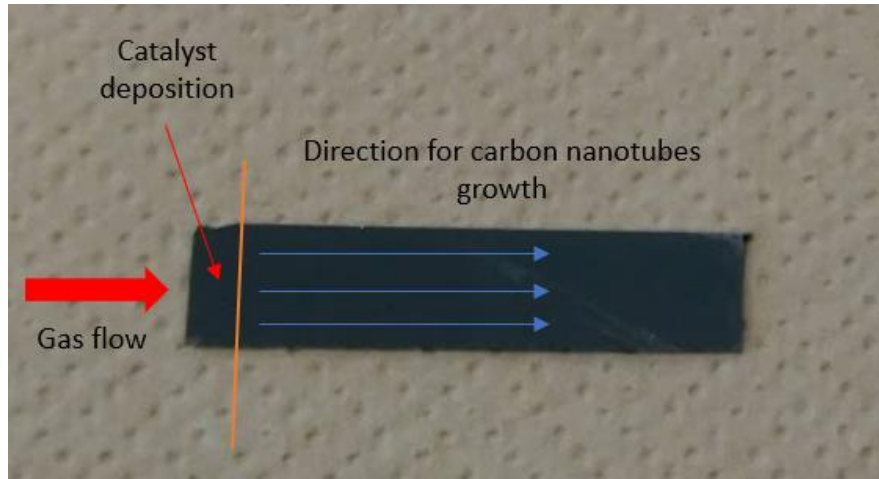 Catalyst
deposition
Direction for carbon nanotubes
growth
Gas flow